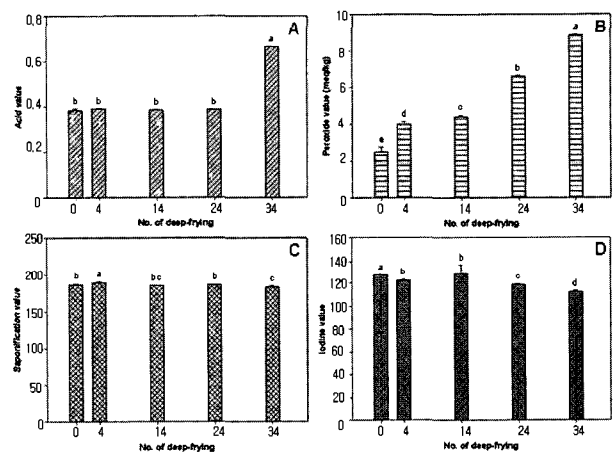 A
Acid value
0,8
0,6
0,4
0,2
0
b b b b a
0 4 14 24 34
No. of deep-frying
B
Peroxide value (meq/kg)
10
8
6
4
2
0
e d c b a
0 4 14 24 34
No. of deep-frying
C
Saponification value
250
200
150
100
50
0
b a bc b c
0 4 14 24 34
No. of deep-frying
D
Iodine value
160
140
120
100
80
60
40
20
0
a b b c d
0 4 14 24 34
No. of deep-frying